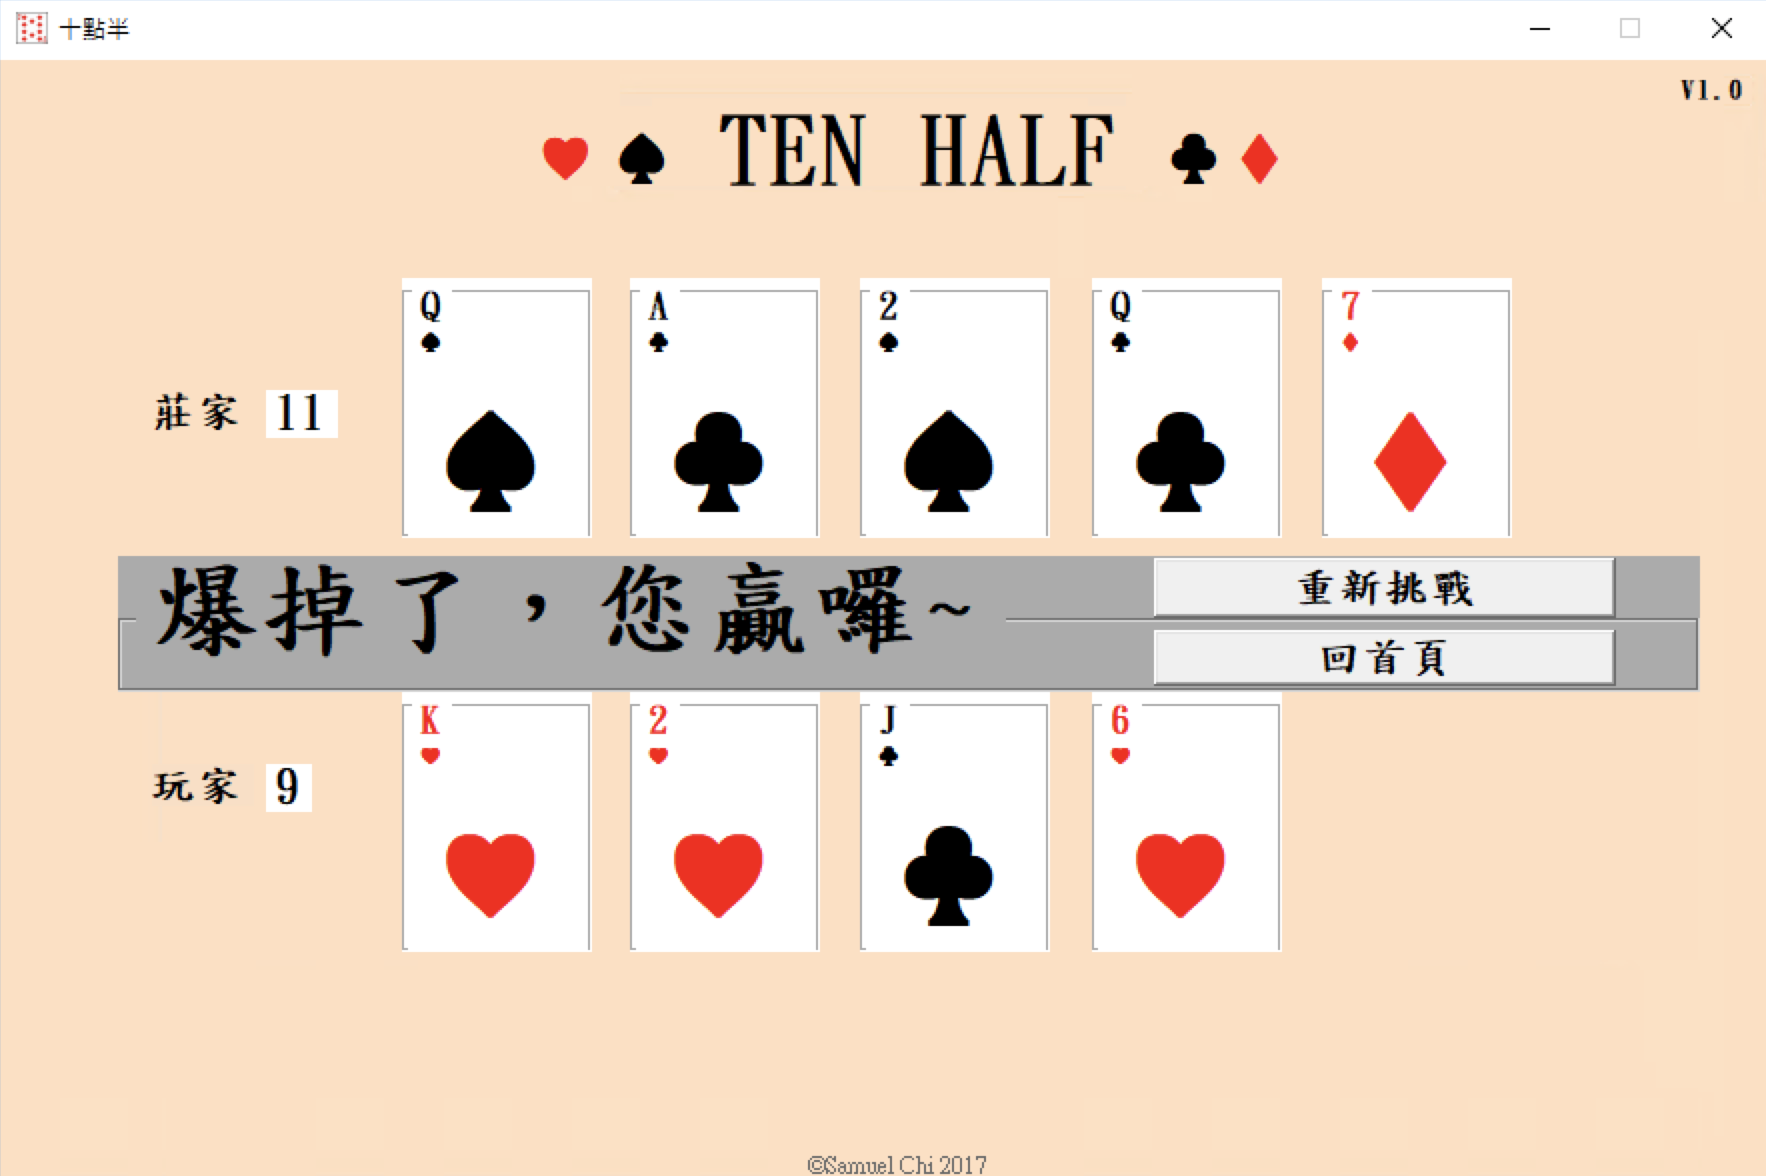 十點半
V1.0
TEN HALF
Q A 2 Q 7
莊家 11
爆掉了，您贏囉~
重新挑戰
回首頁
K 2 J 6
玩家 9
©Samuel Chi 2017